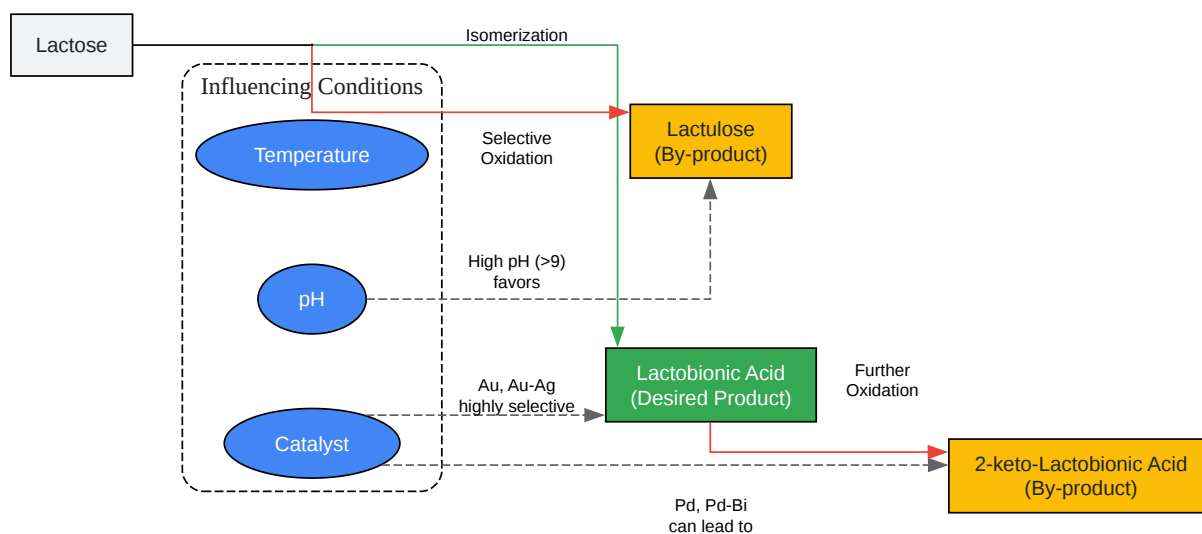 Lactose
Isomerization
Influencing Conditions
Lactulose
(By-product)
Selective
Oxidation
Temperature
High pH (>9)
favors
pH
Lactobionic Acid
(Desired Product)
Further
Oxidation
Au, Au-Ag
highly selective
Catalyst
2-keto-Lactobionic Acid
(By-product)
Pd, Pd-Bi
can lead to